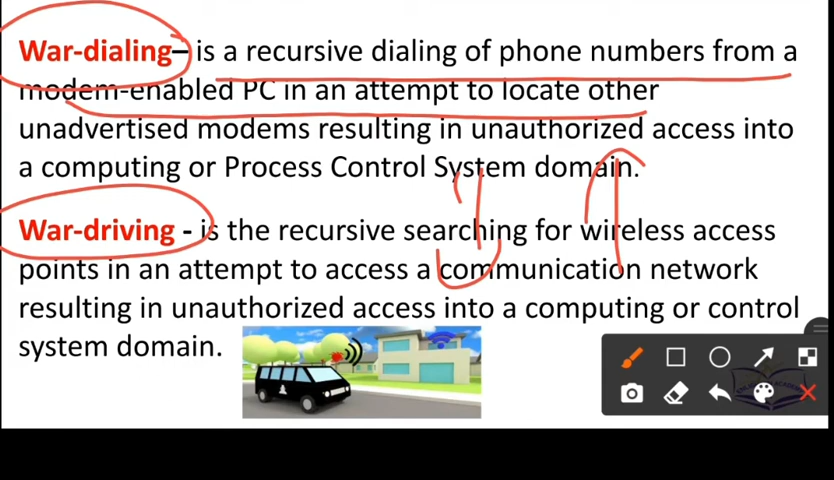 War-dialing– is a recursive dialing of phone numbers from a
modem-enabled PC in an attempt to locate other
unadvertised modems resulting in unauthorized access into
a computing or Process Control System domain.
War-driving - is the recursive searching for wireless access
points in an attempt to access a communication network
resulting in unauthorized access into a computing or control
system domain.